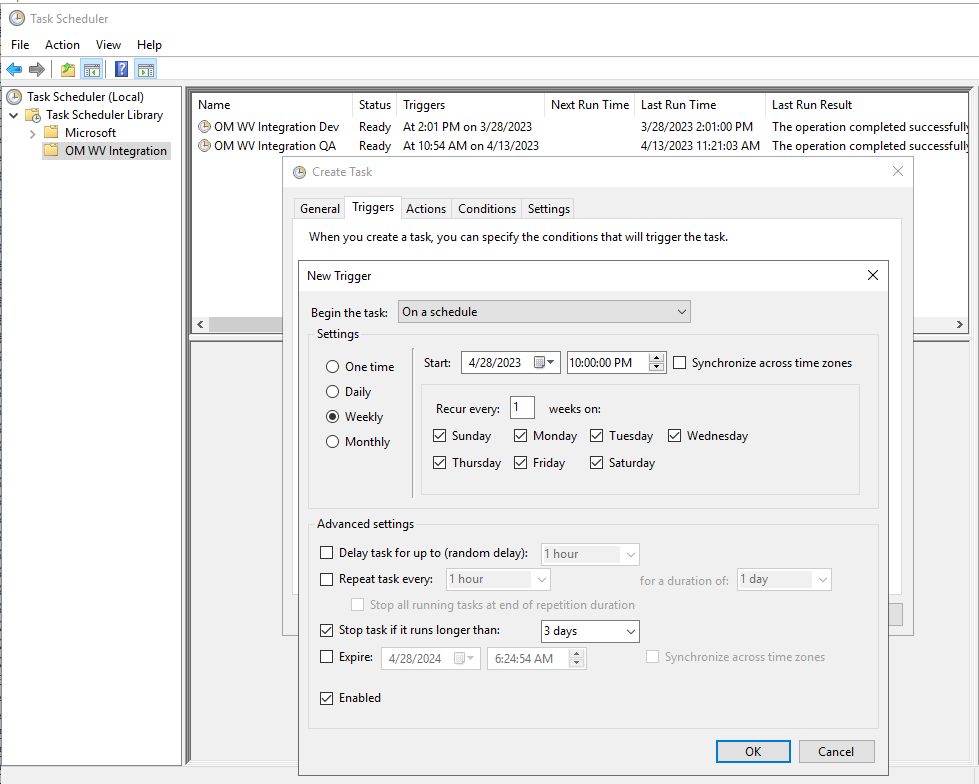 Task Scheduler
File Action View Help
Task Scheduler (Local)
Task Scheduler Library
Microsoft
OM WV Integration
Name Status Triggers Next Run Time Last Run Time Last Run Result
OM WV Integration Dev Ready At 2:01 PM on 3/28/2023 3/28/2023 2:01:00 PM The operation completed successfully
OM WV Integration QA Ready At 10:54 AM on 4/13/2023 4/13/2023 11:21:03 AM The operation completed successfully
Create Task
General Triggers Actions Conditions Settings
When you create a task, you can specify the conditions that will trigger the task.
New Trigger
Begin the task: On a schedule
Settings
One time
Daily
Weekly
Monthly
Start: 4/28/2023 10:00:00 PM Synchronize across time zones
Recur every: 1 weeks on:
Sunday Monday Tuesday Wednesday
Thursday Friday Saturday
Advanced settings
Delay task for up to (random delay): 1 hour
Repeat task every: 1 hour for a duration of: 1 day
Stop all running tasks at end of repetition duration
Stop task if it runs longer than: 3 days
Expire: 4/28/2024 6:24:54 AM Synchronize across time zones
Enabled
OK Cancel